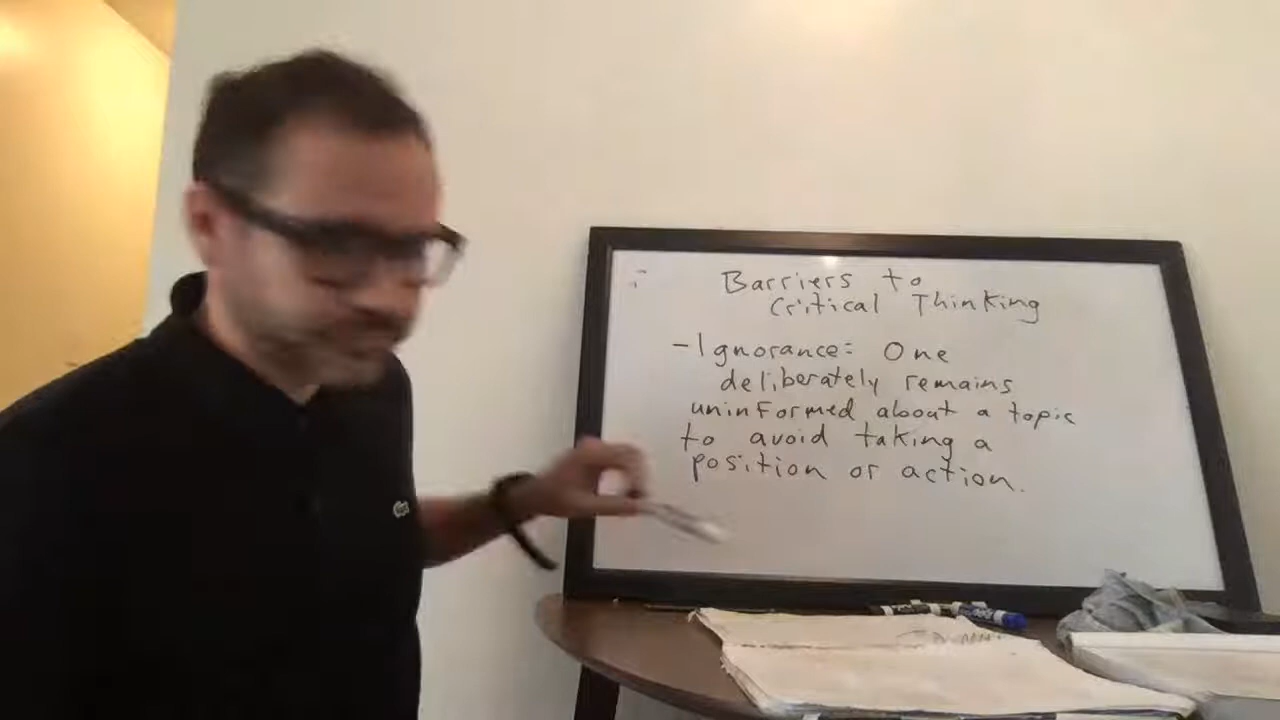 Barriers to
Critical Thinking
- Ignorance: One
deliberately remains
uninformed about a topic
to avoid taking a
position or action.